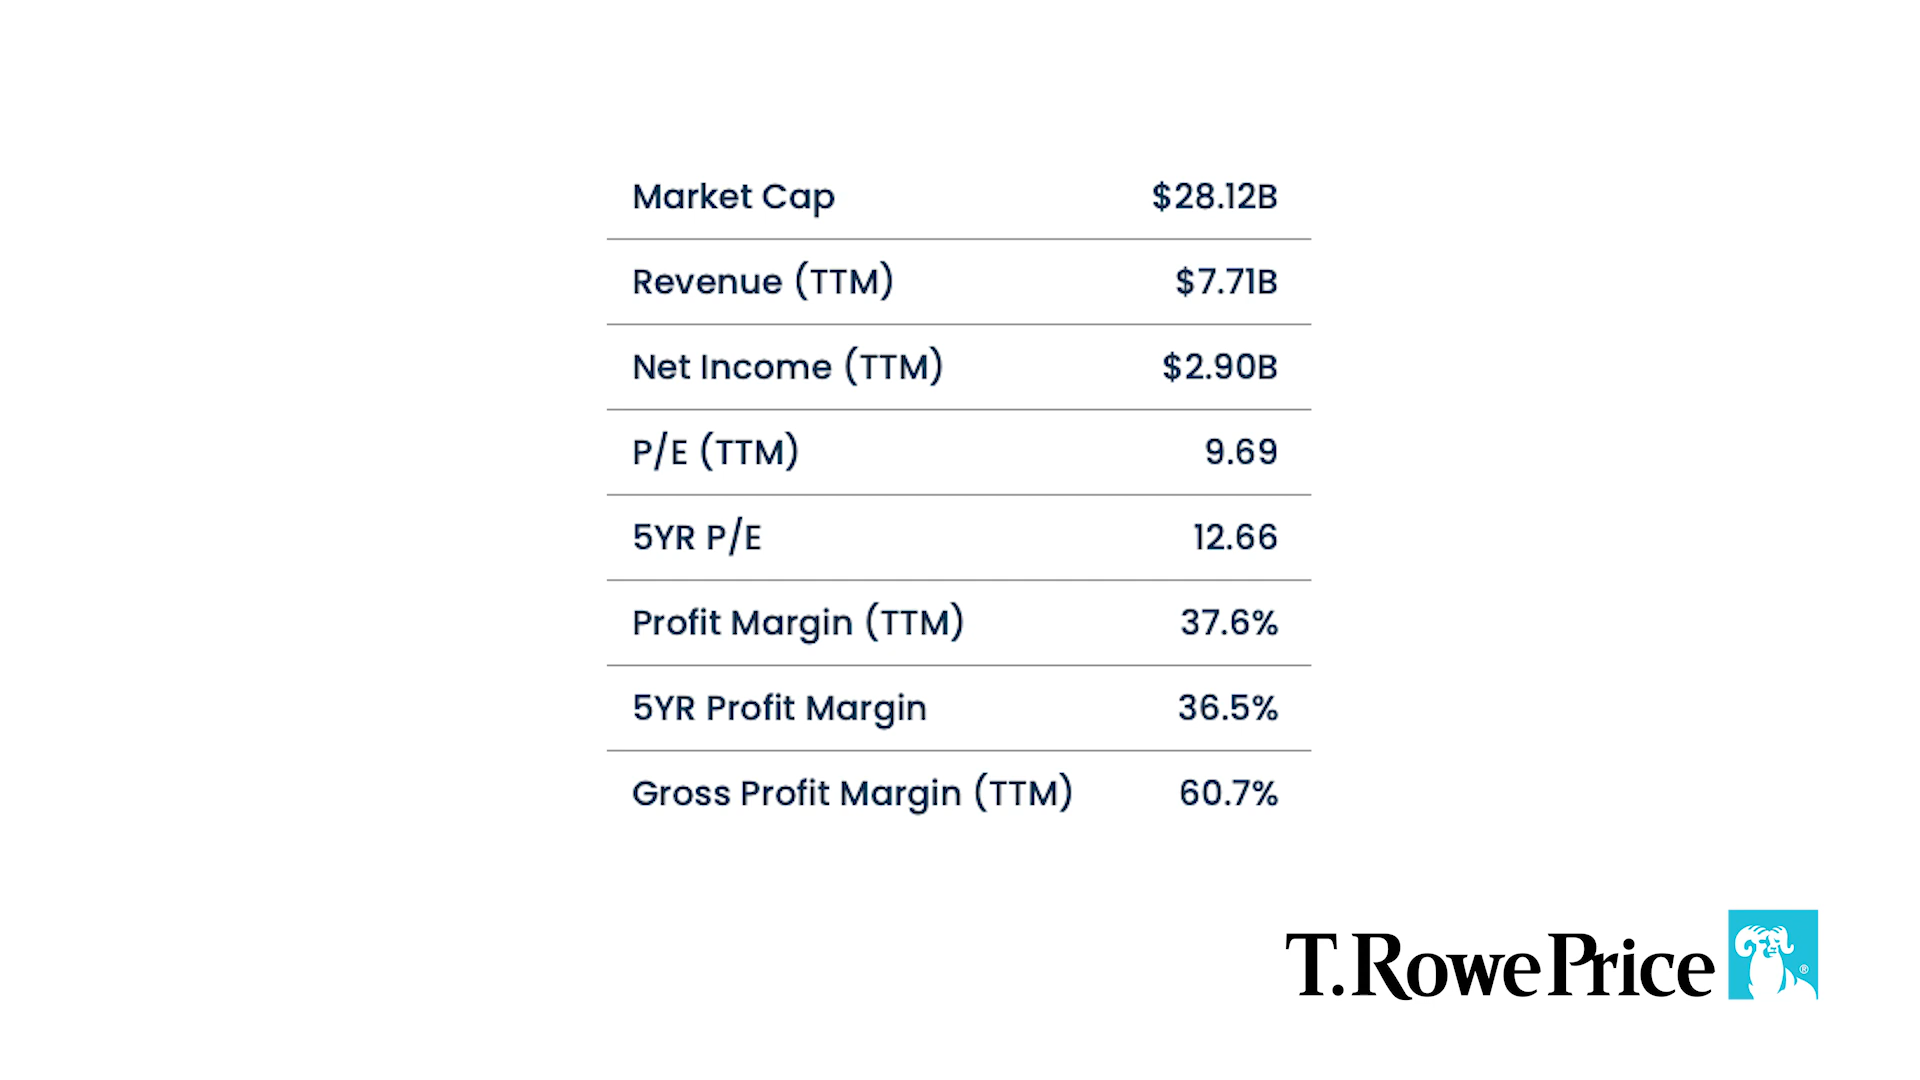 Market Cap $28.12B
Revenue (TTM) $7.71B
Net Income (TTM) $2.90B
P/E (TTM) 9.69
5YR P/E 12.66
Profit Margin (TTM) 37.6%
5YR Profit Margin 36.5%
Gross Profit Margin (TTM) 60.7%
T.RowePrice ®